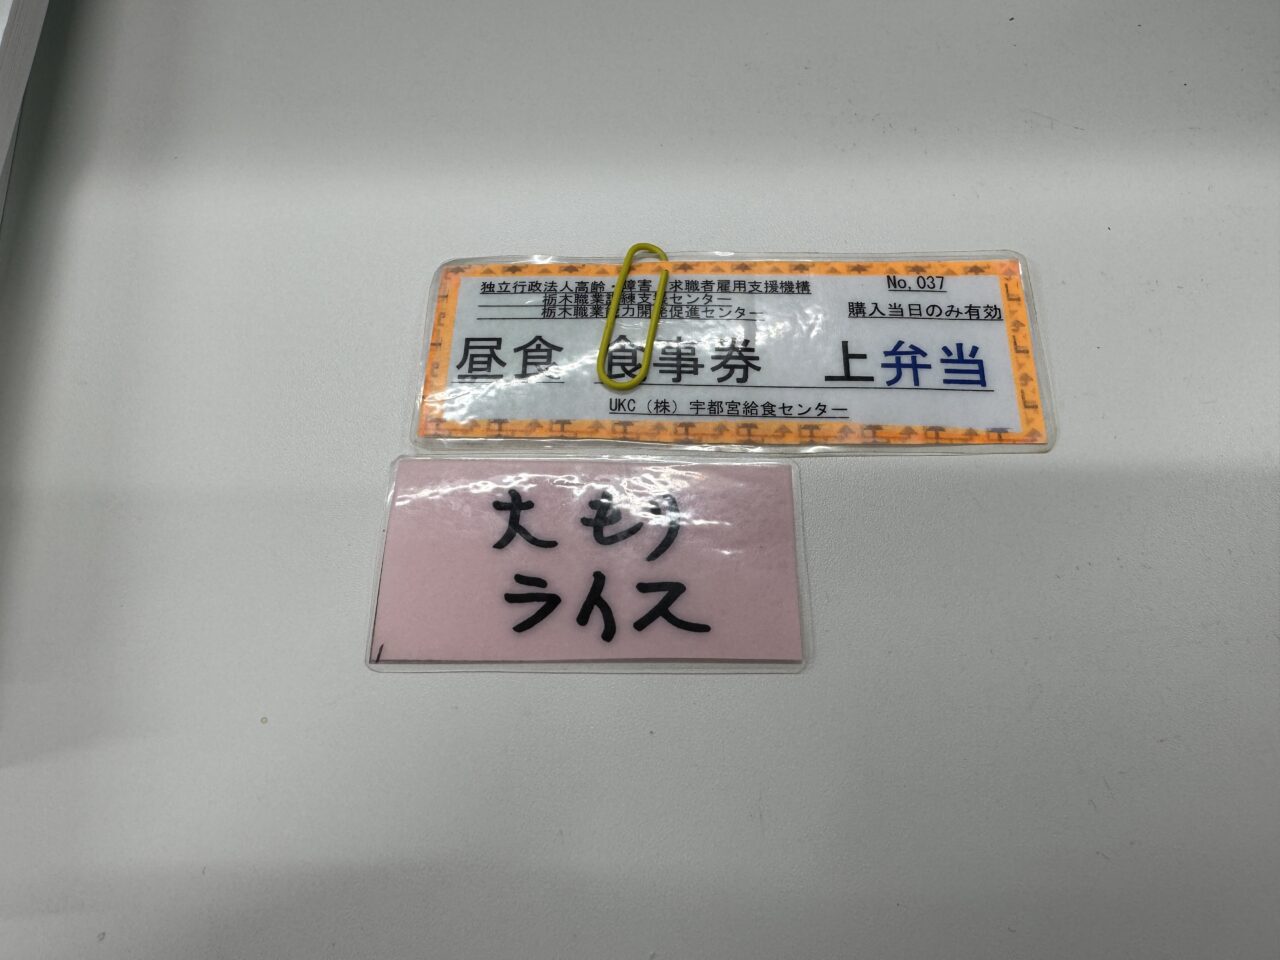 独立行政法人高齢・障害・求職者雇用支援機構
No. 037
栃木職業訓練支援センター
栃木職業能力開発促進センター
購入当日のみ有効
昼食 食事券 上弁当
UKC（株）宇都宮給食センター
大もり
ライス